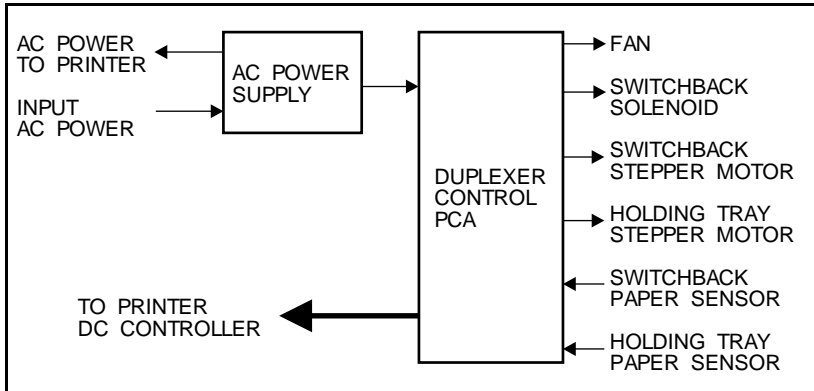 AC POWER
TO PRINTER
INPUT
AC POWER
AC POWER
SUPPLY
DUPLEXER
CONTROL
PCA
TO PRINTER
DC CONTROLLER
FAN
SWITCHBACK
SOLENOID
SWITCHBACK
STEPPER MOTOR
HOLDING TRAY
STEPPER MOTOR
SWITCHBACK
PAPER SENSOR
HOLDING TRAY
PAPER SENSOR